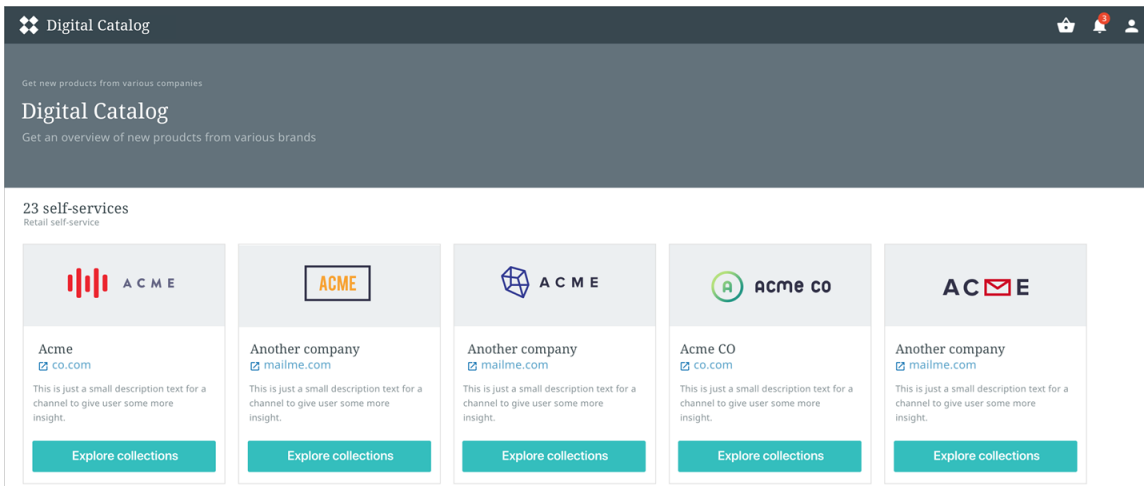 Digital Catalog
3
Get new products from various companies
Digital Catalog
Get an overview of new proudcts from various brands
23 self-services
Retail self-service
ACME
Acme
co.com
This is just a small description text for a
channel to give user some more
insight.
Explore collections
ACME
Another company
mailme.com
This is just a small description text for a
channel to give user some more
insight.
Explore collections
ACME
Another company
mailme.com
This is just a small description text for a
channel to give user some more
insight.
Explore collections
A acme co
Acme CO
co.com
This is just a small description text for a
channel to give user some more
insight.
Explore collections
ACME
Another company
mailme.com
This is just a small description text for a
channel to give user some more
insight.
Explore collections